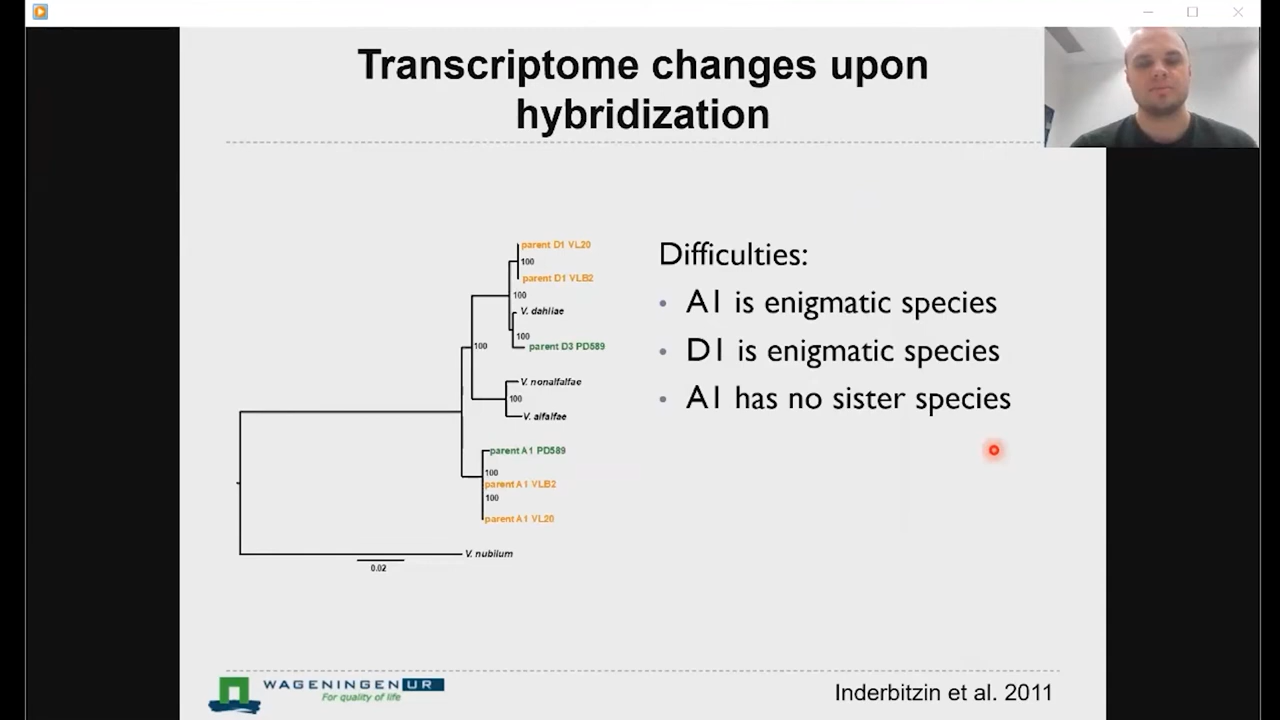 Transcriptome changes upon
hybridization
parent D1 VL20
100
parent D1 VLB2
100
V. dahliae
100
parent D3 PD589
100
V. nonalfalfae
100
V. alfalfae
parent A1 PD589
100
parent A1 VLB2
100
parent A1 VL20
V. nubilum
0.02
Difficulties:
• A1 is enigmatic species
• D1 is enigmatic species
• A1 has no sister species
WAGENINGEN UR
For quality of life
Inderbitzin et al. 2011